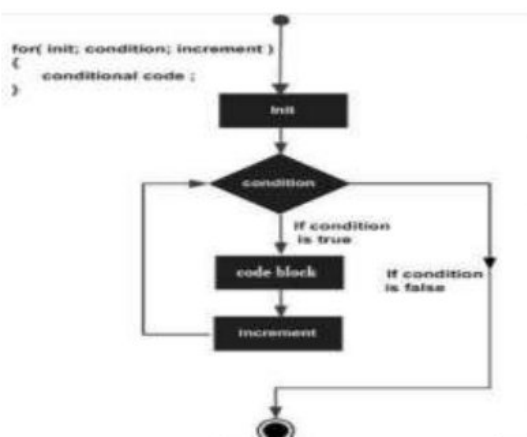 for( init; condition; increment )
{
conditional code ;
}
Init
condition
If condition
is true
code block
If condition
is false
increment